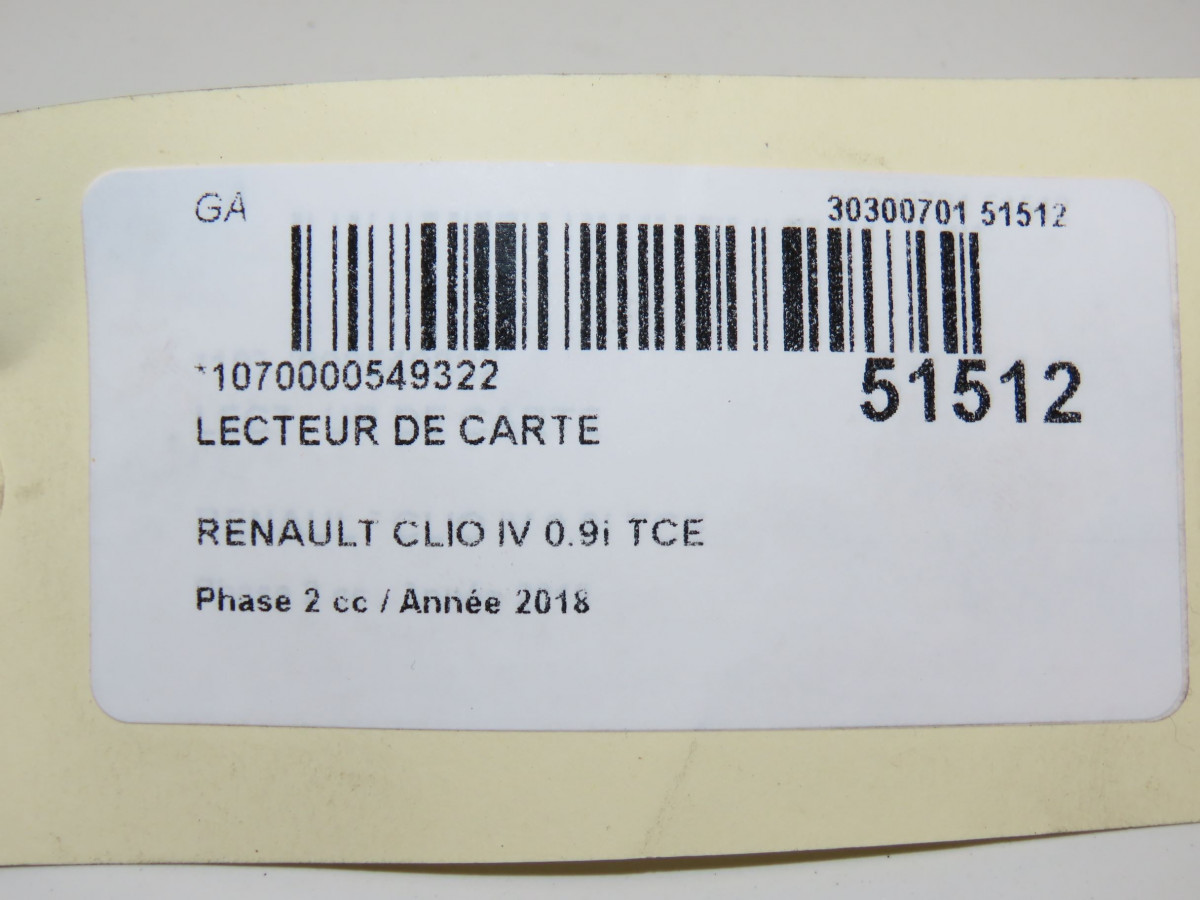 GA
30300701 51512
*1070000549322
51512
LECTEUR DE CARTE
RENAULT CLIO IV 0.9i TCE
Phase 2 cc / Année 2018